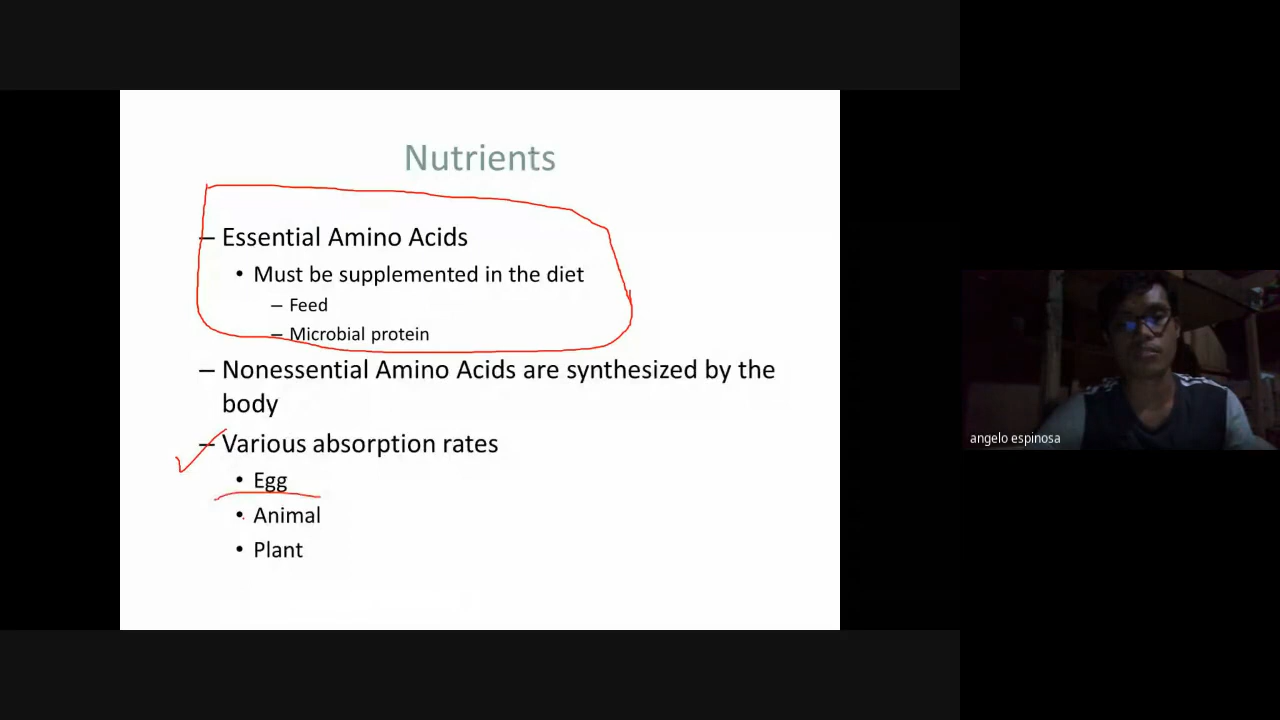 Nutrients
– Essential Amino Acids
• Must be supplemented in the diet
– Feed
– Microbial protein
– Nonessential Amino Acids are synthesized by the
body
– Various absorption rates
• Egg
• Animal
• Plant
angelo espinosa